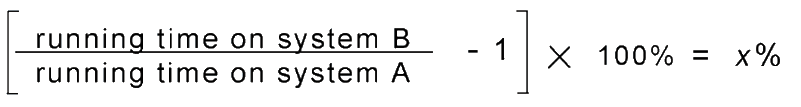 [ running time on system B / running time on system A - 1 ] × 100% = x%